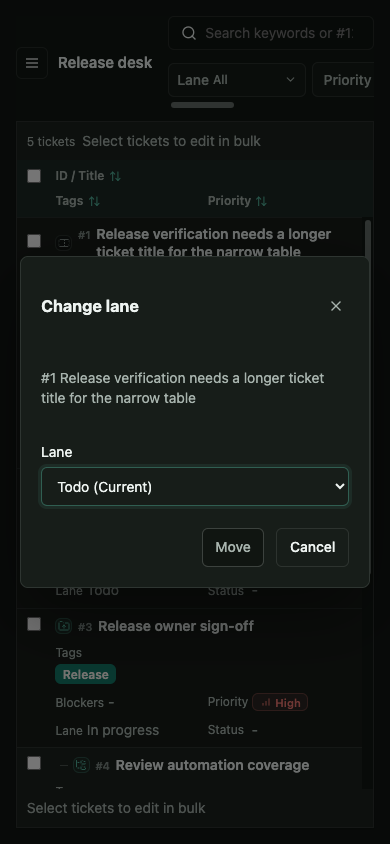 Search keywords or #1
Release desk
Lane All
Priority
5 tickets Select tickets to edit in bulk
ID / Title
Tags
Priority
#1 Release verification needs a longer
ticket title for the narrow table
Change lane
#1 Release verification needs a longer ticket
title for the narrow table
Lane
Todo (Current)
Move
Cancel
Lane Todo
Status -
#3 Release owner sign-off
Tags
Release
Blockers -
Priority High
Lane In progress
Status -
#4 Review automation coverage
Select tickets to edit in bulk